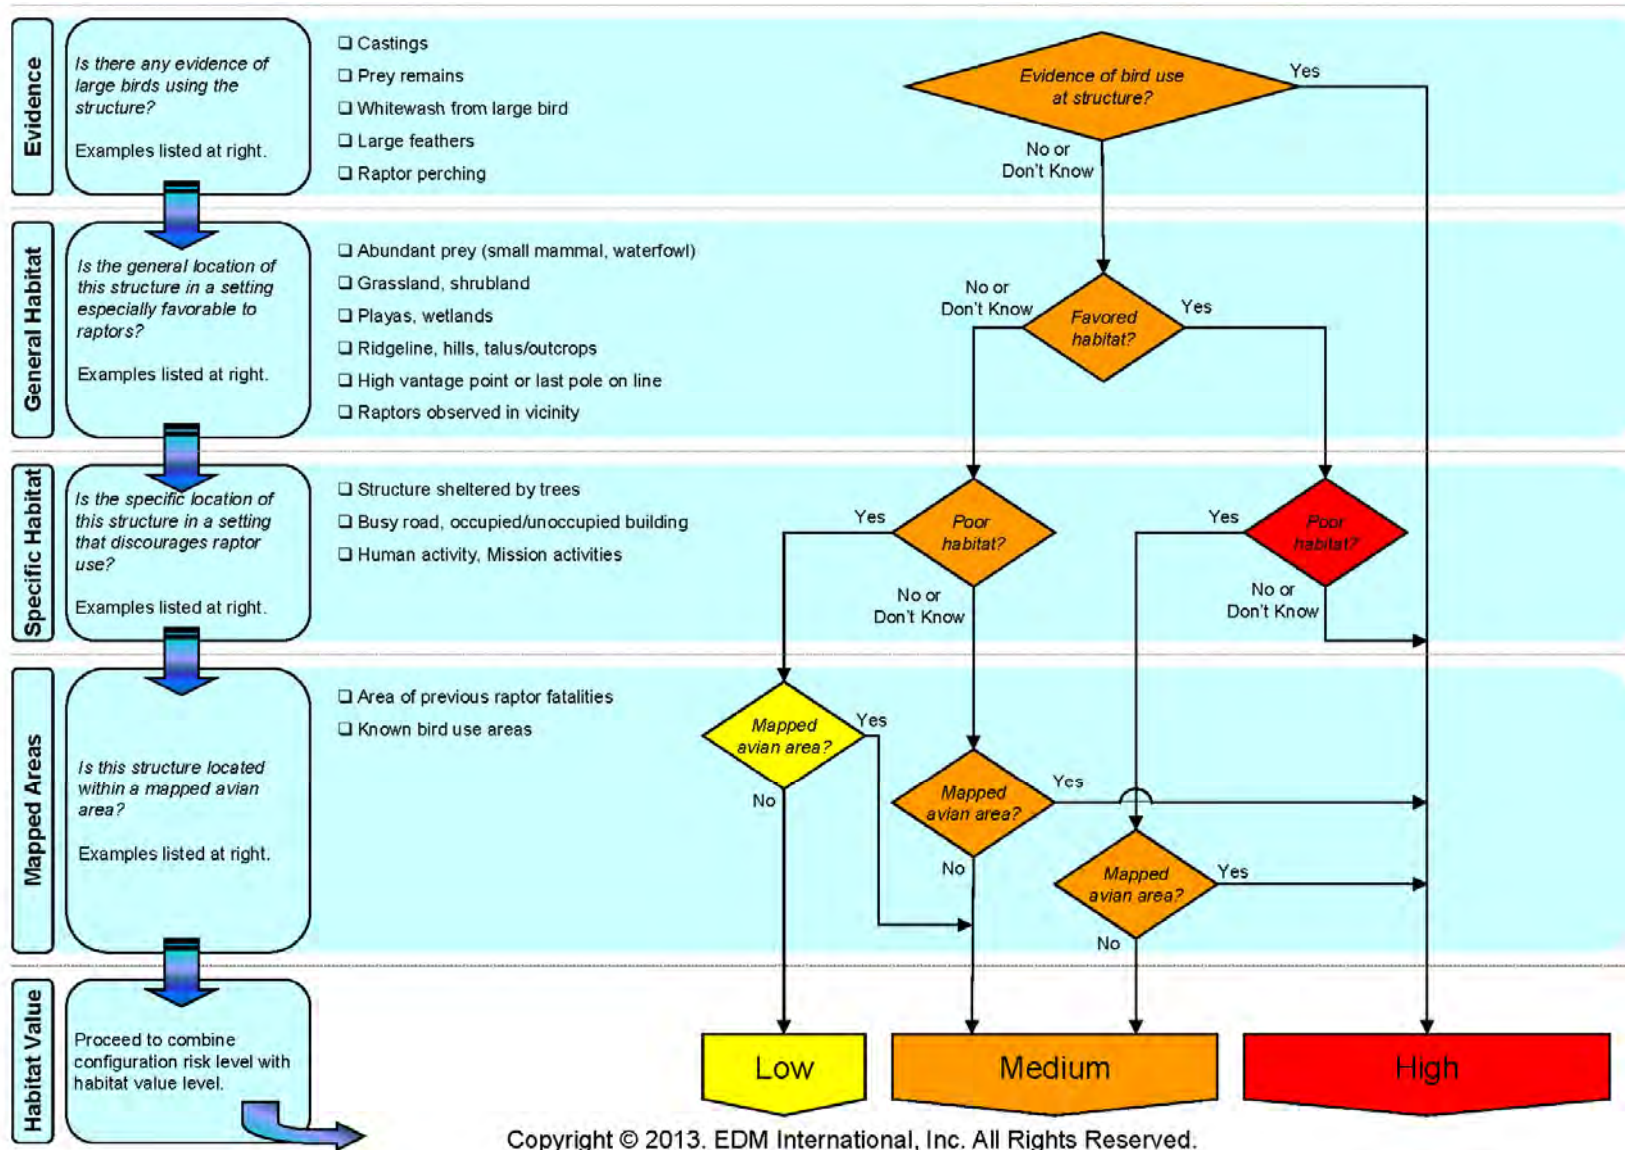 Evidence
Is there any evidence of
large birds using the
structure?
Examples listed at right.
❑ Castings
❑ Prey remains
❑ Whitewash from large bird
❑ Large feathers
❑ Raptor perching
Evidence of bird use
at structure?
Yes
No or
Don't Know
General Habitat
Is the general location of
this structure in a setting
especially favorable to
raptors?
Examples listed at right.
❑ Abundant prey (small mammal, waterfowl)
❑ Grassland, shrubland
❑ Playas, wetlands
❑ Ridgeline, hills, talus/outcrops
❑ High vantage point or last pole on line
❑ Raptors observed in vicinity
No or
Don't Know
Favored
habitat?
Yes
Specific Habitat
Is the specific location of
this structure in a setting
that discourages raptor
use?
Examples listed at right.
❑ Structure sheltered by trees
❑ Busy road, occupied/unoccupied building
❑ Human activity, Mission activities
Yes
Poor
habitat?
No or
Don't Know
Yes
Poor
habitat?
No or
Don't Know
Mapped Areas
Is this structure located
within a mapped avian
area?
Examples listed at right.
❑ Area of previous raptor fatalities
❑ Known bird use areas
Mapped
avian area?
Yes
No
Mapped
avian area?
Yes
No
Mapped
avian area?
Yes
No
Habitat Value
Proceed to combine
configuration risk level with
habitat value level.
Low
Medium
High
Copyright © 2013. EDM International, Inc. All Rights Reserved.